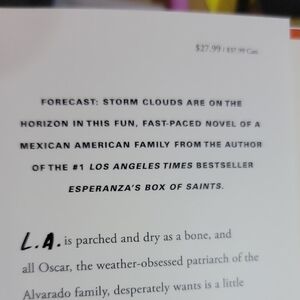 $27.99 / $37.99 Can.
FORECAST: STORM CLOUDS ARE ON THE
HORIZON IN THIS FUN, FAST-PACED NOVEL OF A
MEXICAN AMERICAN FAMILY FROM THE AUTHOR
OF THE #1 LOS ANGELES TIMES BESTSELLER
ESPERANZA'S BOX OF SAINTS.
L.A. is parched and dry as a bone, and
all Oscar, the weather-obsessed patriarch of the
Alvarado family, desperately wants is a little